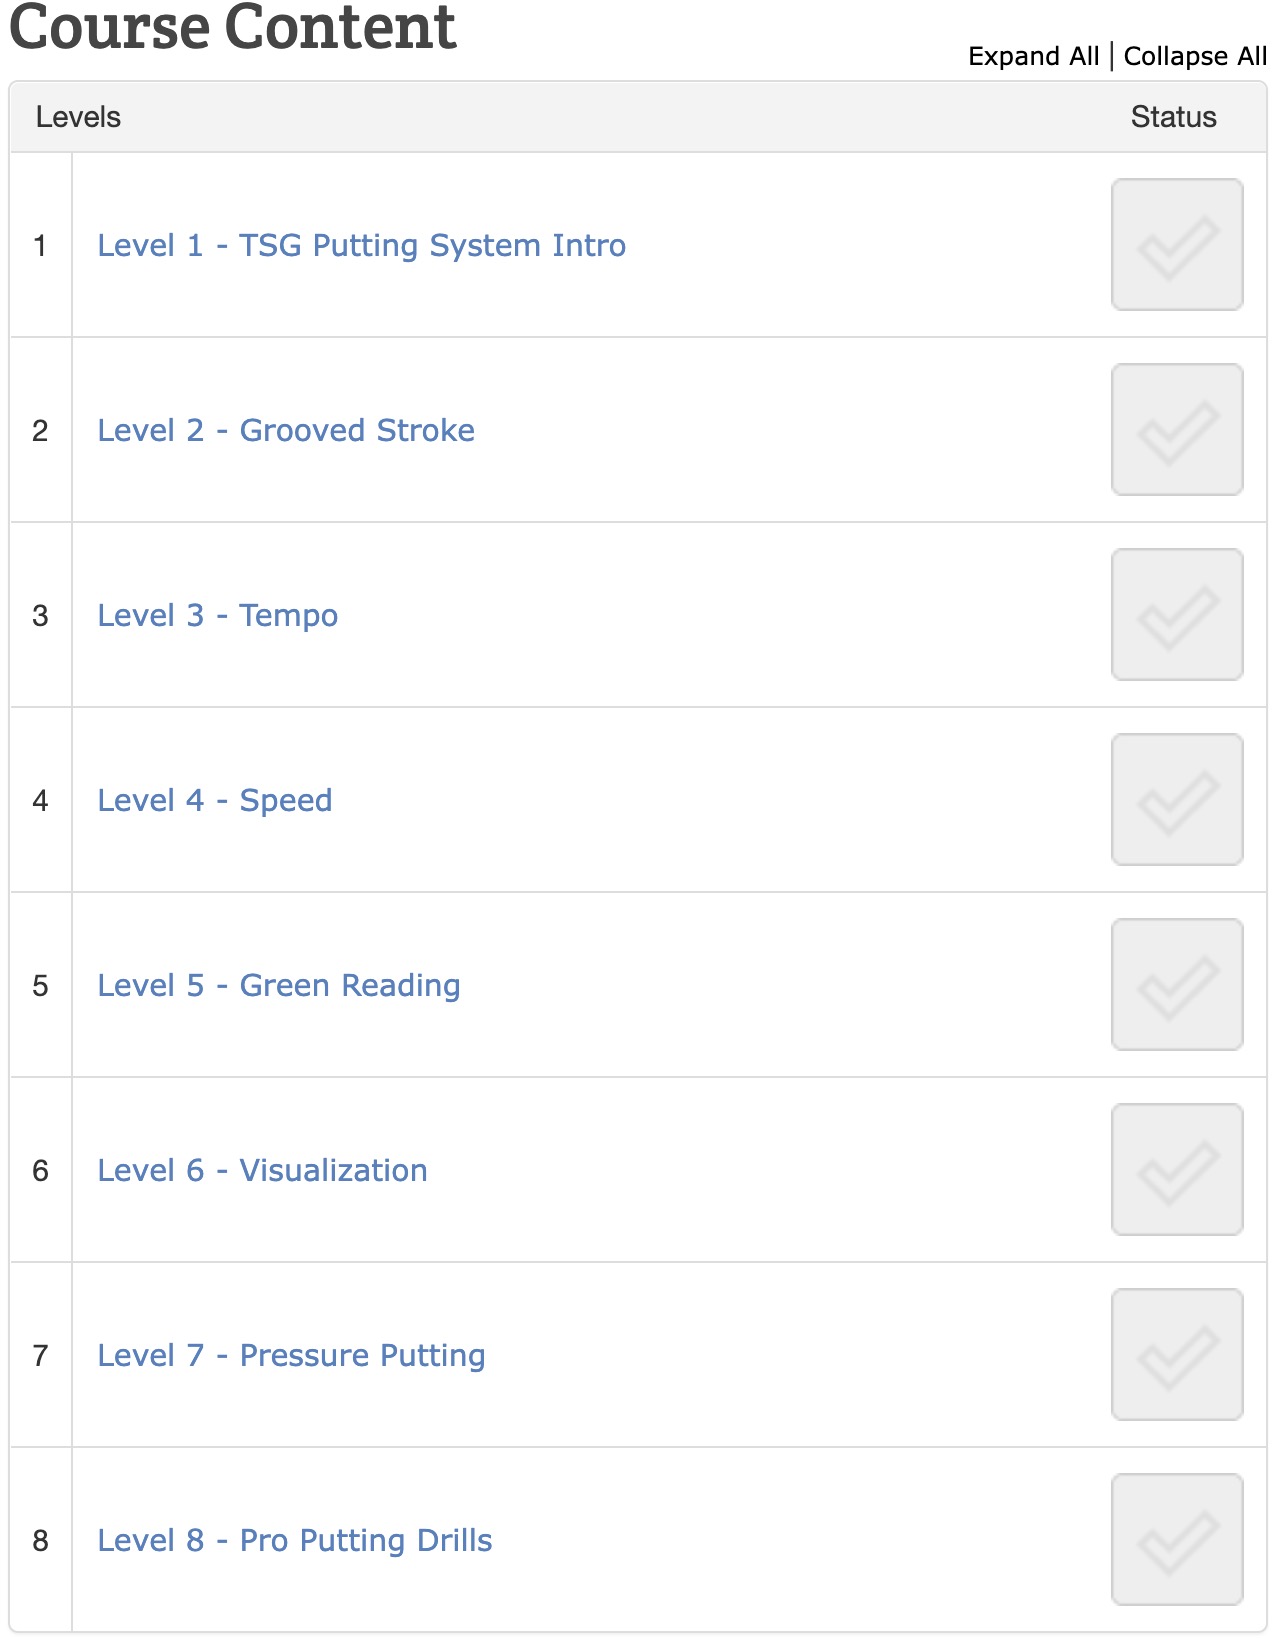 Course Content
Expand All | Collapse All
Levels Status
1 Level 1 - TSG Putting System Intro
2 Level 2 - Grooved Stroke
3 Level 3 - Tempo
4 Level 4 - Speed
5 Level 5 - Green Reading
6 Level 6 - Visualization
7 Level 7 - Pressure Putting
8 Level 8 - Pro Putting Drills